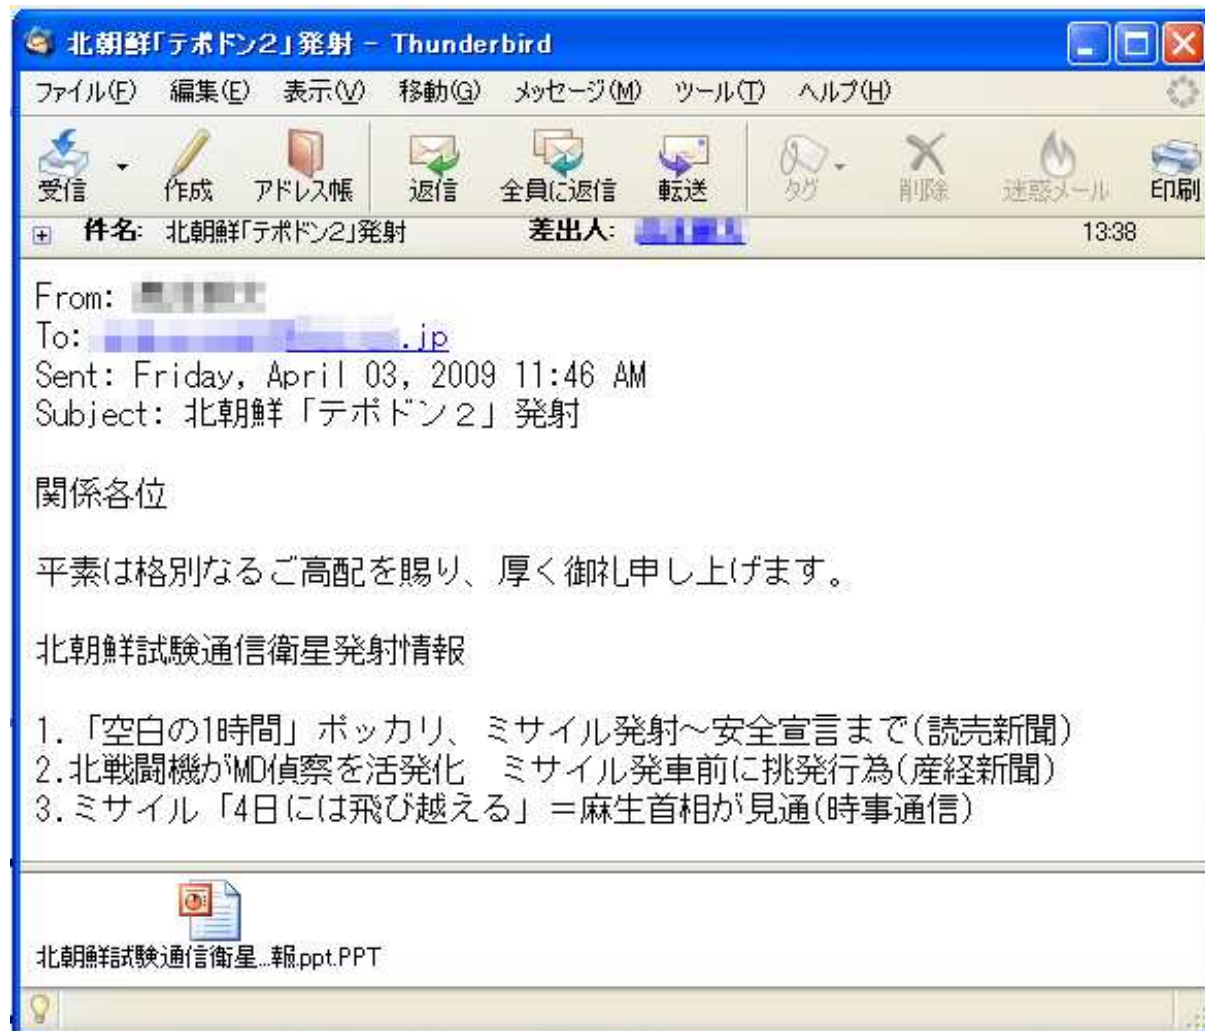 北朝鮮「テポドン2」発射 - Thunderbird
ファイル(F) 編集(E) 表示(V) 移動(G) メッセージ(M) ツール(T) ヘルプ(H)
受信 作成 アドレス帳 返信 全員に返信 転送 タグ 削除 迷惑メール 印刷
件名: 北朝鮮「テポドン2」発射 差出人: 13:38
From:
To: .jp
Sent: Friday, April 03, 2009 11:46 AM
Subject: 北朝鮮「テポドン２」発射
関係各位
平素は格別なるご高配を賜り、厚く御礼申し上げます。
北朝鮮試験通信衛星発射情報
1.「空白の1時間」ポッカリ、ミサイル発射～安全宣言まで(読売新聞)
2.北戦闘機がMD偵察を活発化　ミサイル発車前に挑発行為(産経新聞)
3.ミサイル「4日には飛び越える」＝麻生首相が見通(時事通信)
北朝鮮試験通信衛星...報.ppt.PPT